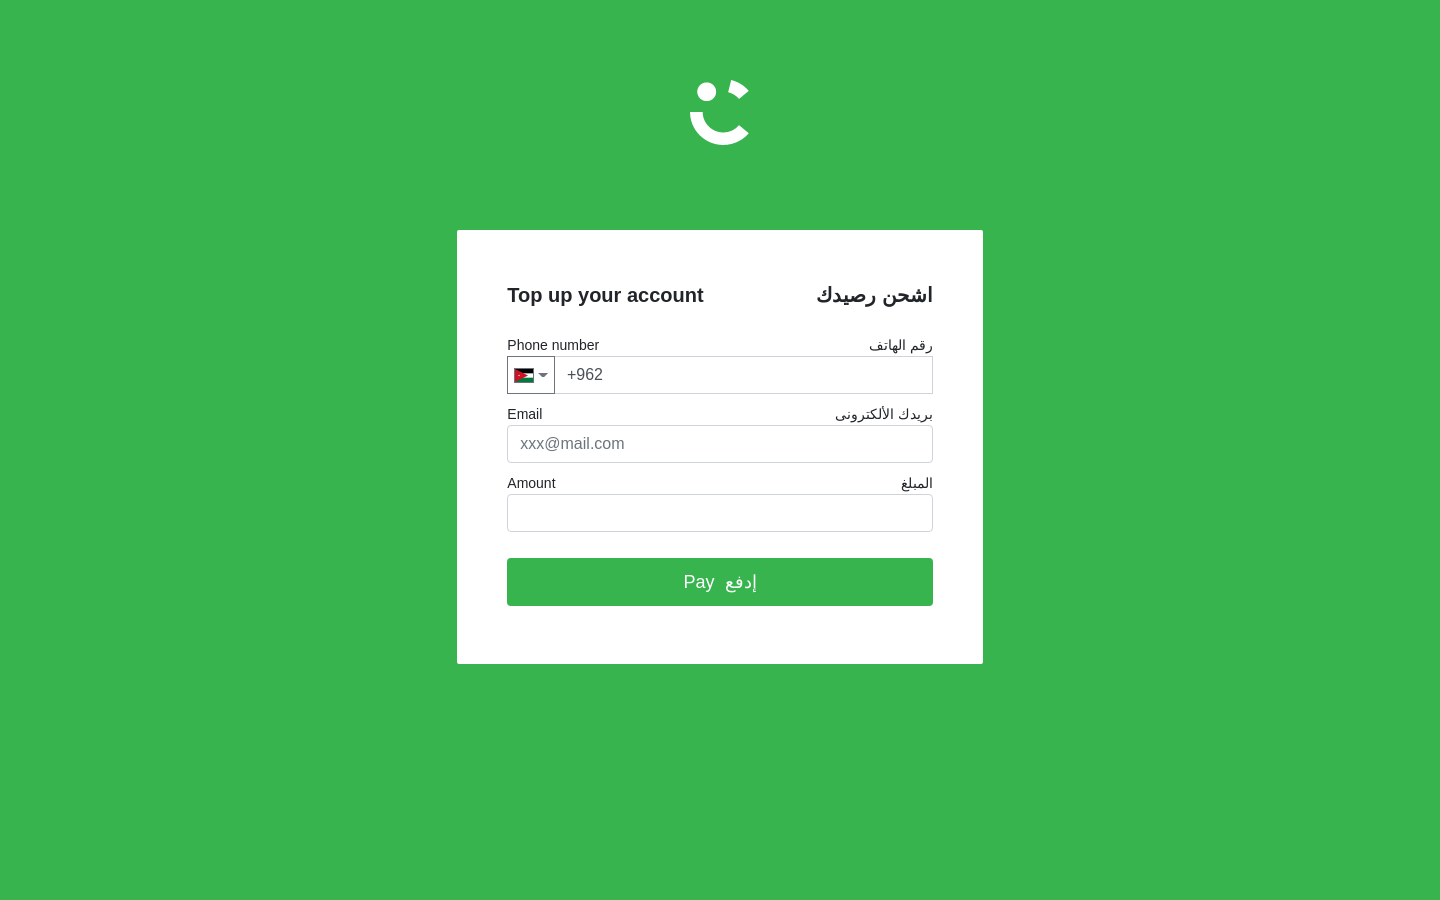 Top up your account اشحن رصيدك
Phone number رقم الهاتف
+962
Email بريدك الألكترونى
xxx@mail.com
Amount المبلغ
Pay إدفع